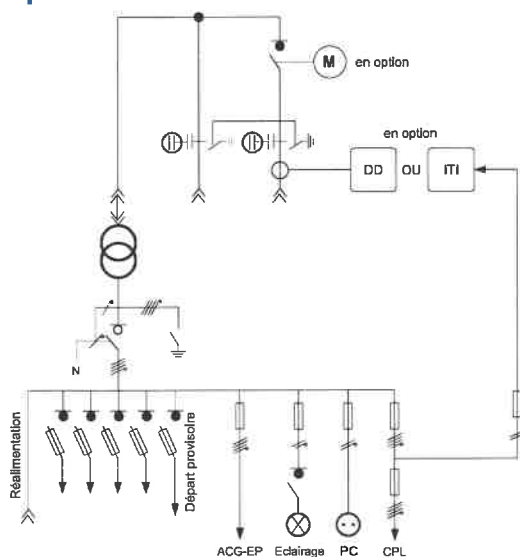 M
en option
en option
DD
OU
ITI
N
Réalimentation
Départ provisoire
ACG-EP
Eclairage
PC
CPL